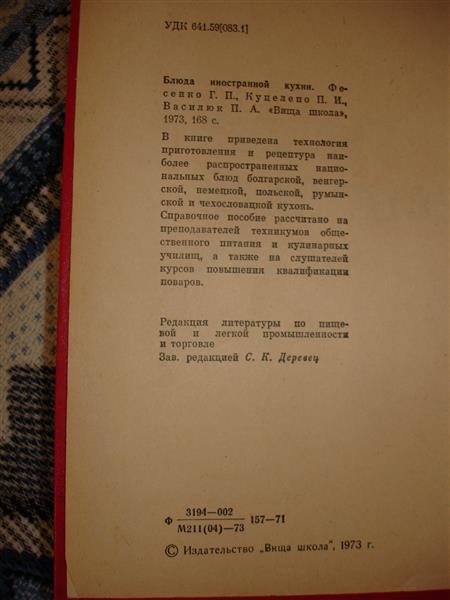 УДК 641.59[083.1]
Блюда иностранной кухни. Фе-
сенко Г. П., Купелепо П. И.,
Василюк П. А. «Вища школа»,
1973, 168 с.
В книге приведена технология
приготовления и рецептура наи-
более распространенных нацио-
нальных блюд болгарской, венгер-
ской, немецкой, польской, румын-
ской и чехословацкой кухонь.
Справочное пособие рассчитано на
преподавателей техникумов обще-
ственного питания и кулинарных
училищ, а также на слушателей
курсов повышения квалификации
поваров.
Редакция литературы по пище-
вой и легкой промышленности
и торговле
Зав. редакцией С. К. Деревец
Ф 3194—002 157—71
М211(04)—73
© Издательство „Вища школа", 1973 г.